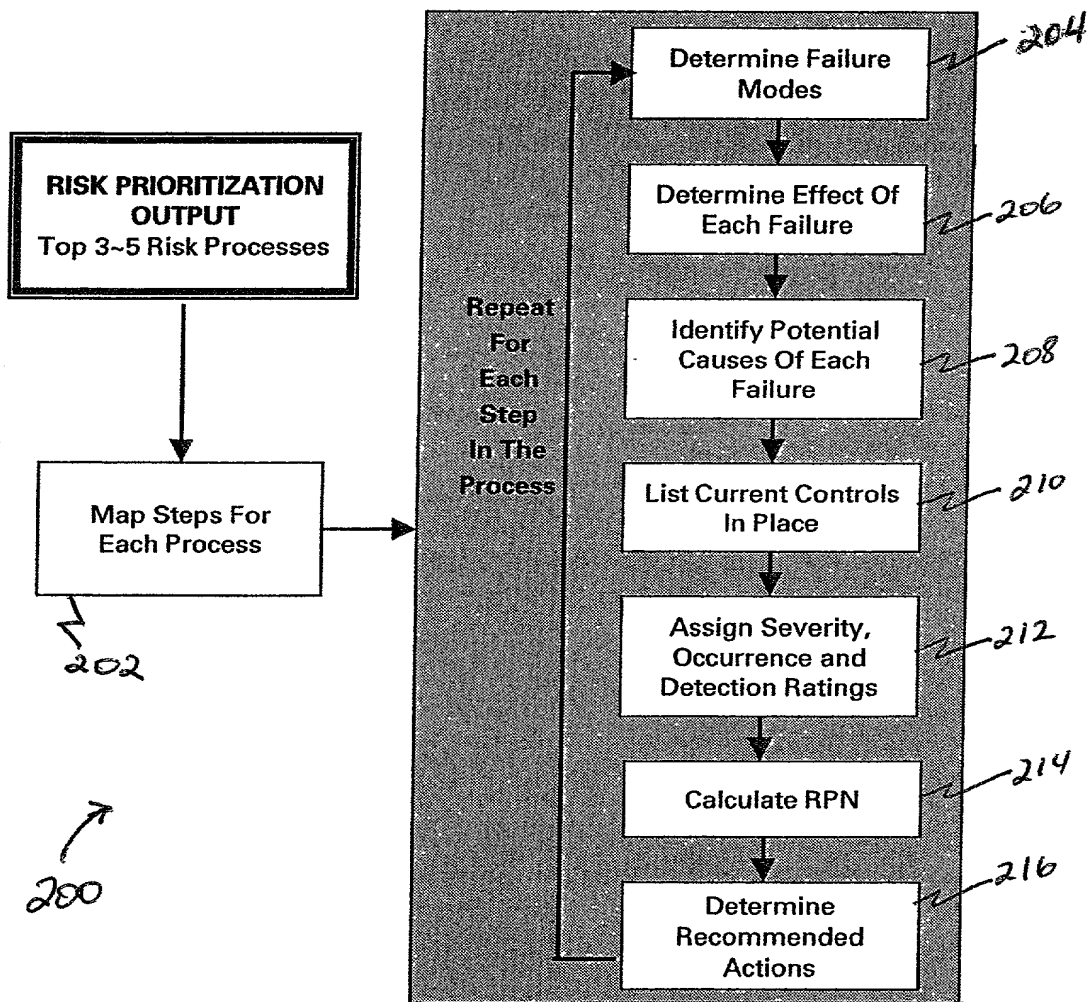 RISK PRIORITIZATION
OUTPUT
Top 3~5 Risk Processes
Map Steps For
Each Process
202
200
Repeat
For
Each
Step
In The
Process
Determine Failure
Modes
204
Determine Effect Of
Each Failure
206
Identify Potential
Causes Of Each
Failure
208
List Current Controls
In Place
210
Assign Severity,
Occurrence and
Detection Ratings
212
Calculate RPN
214
Determine
Recommended
Actions
216